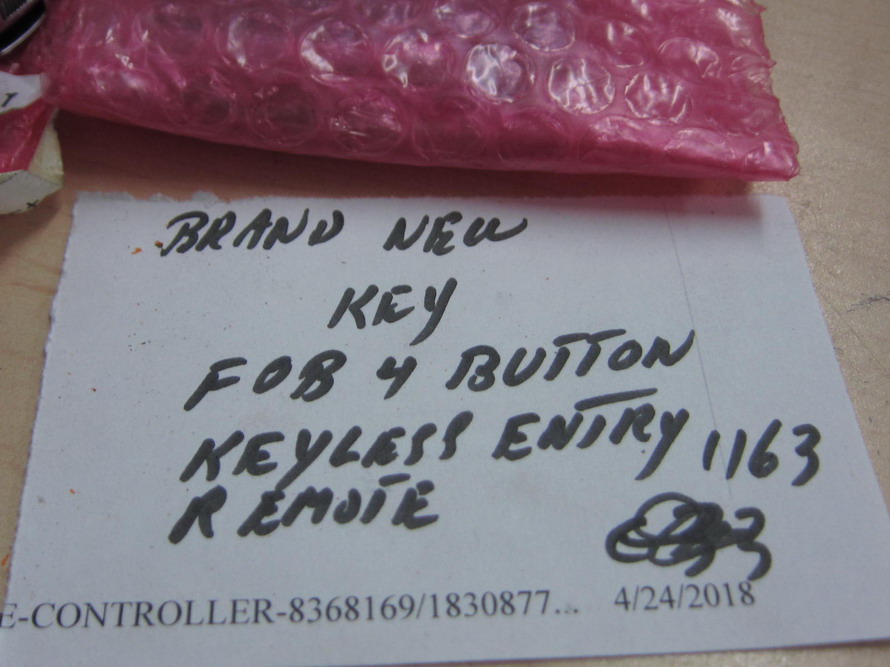 BRAND NEW
KEY
FOB 4 BUTTON
KEYLESS ENTRY 1163
REMOTE
E-CONTROLLER-8368169/1830877... 4/24/2018